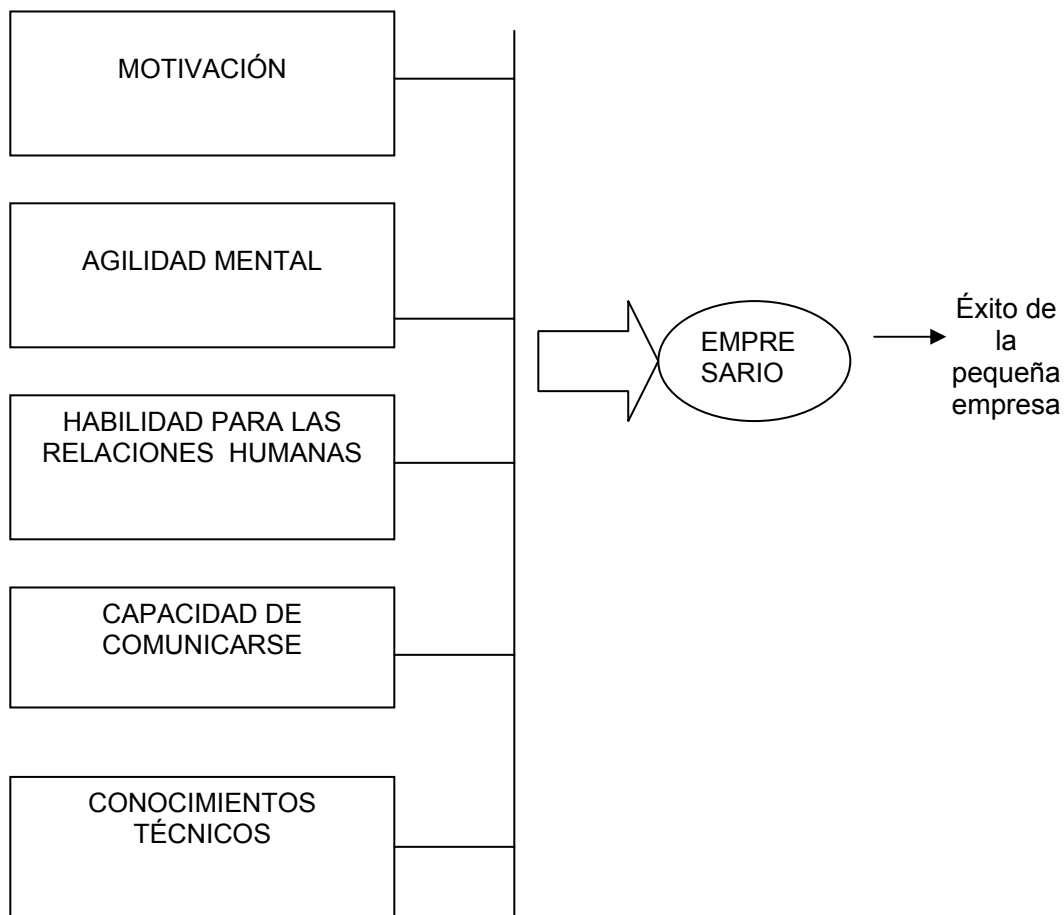 MOTIVACIÓN
AGILIDAD MENTAL
HABILIDAD PARA LAS
RELACIONES HUMANAS
CAPACIDAD DE
COMUNICARSE
CONOCIMIENTOS
TÉCNICOS
EMPRE
SARIO
Éxito de
la
pequeña
empresa